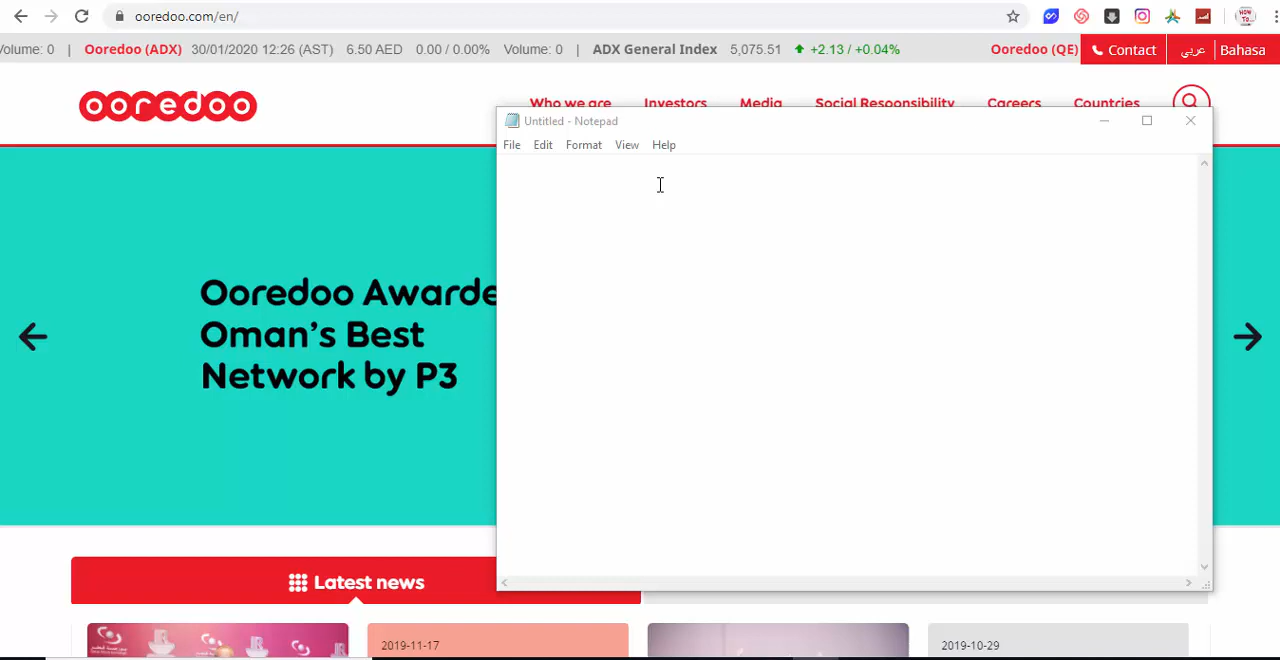 ooredoo.com/en/
HOW TO..
Volume: 0 | Ooredoo (ADX) 30/01/2020 12:26 (AST) 6.50 AED 0.00 / 0.00% Volume: 0 | ADX General Index 5,075.51 +2.13 / +0.04% Ooredoo (QE)
Contact عربي Bahasa
ooredoo
Who we are Investors Media Social Responsibility Careers Countries
Untitled - Notepad
File Edit Format View Help
Ooredoo Awarde
Oman's Best
Network by P3
Latest news
2019-11-17
2019-10-29